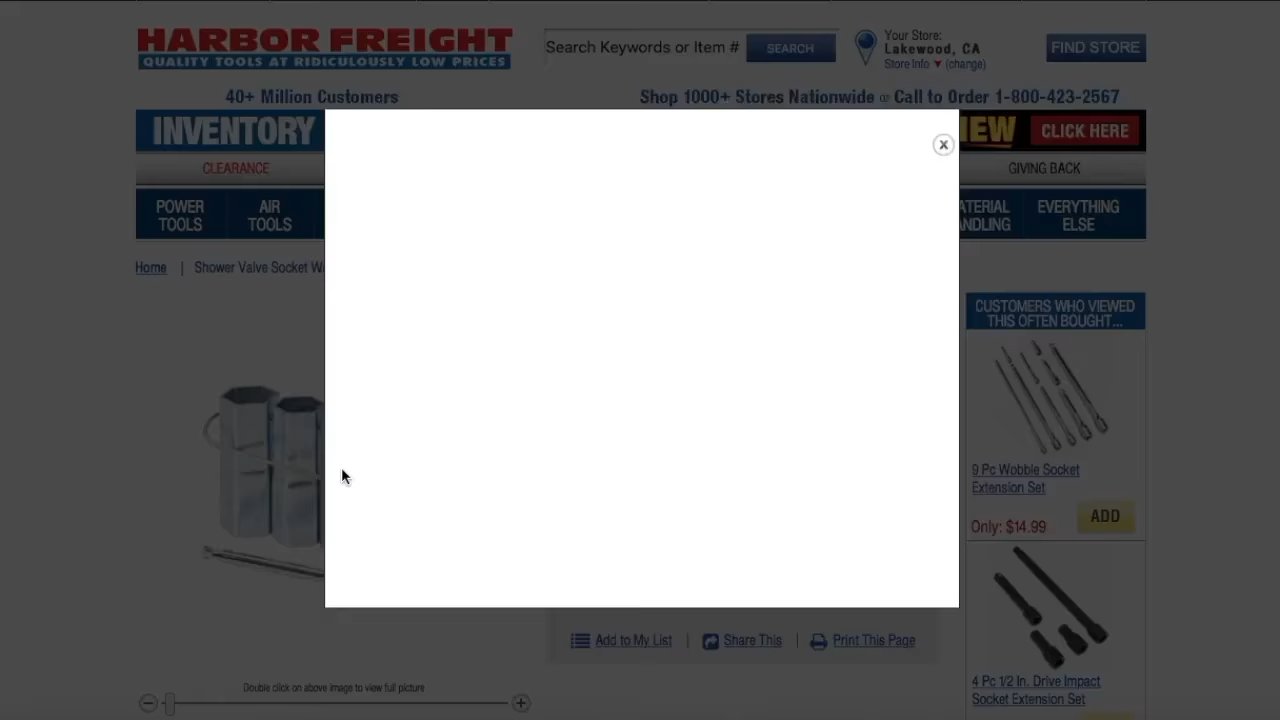 HARBOR FREIGHT
QUALITY TOOLS AT RIDICULOUSLY LOW PRICES
Search Keywords or Item #
SEARCH
Your Store:
Lakewood, CA
Store Info ▼ (change)
FIND STORE
40+ Million Customers
Shop 1000+ Stores Nationwide or Call to Order 1-800-423-2567
INVENTORY
CLICK HERE
CLEARANCE
GIVING BACK
POWER
TOOLS
AIR
TOOLS
EVERYTHING
ELSE
Home | Shower Valve Socket
CUSTOMERS WHO VIEWED
THIS OFTEN BOUGHT...
X
9 Pc Wobble Socket
Extension Set
Only: $14.99
ADD
4 Pc 1/2 In. Drive Impact
Socket Extension Set
Add to My List | Share This | Print This Page
Double click on above image to view full picture